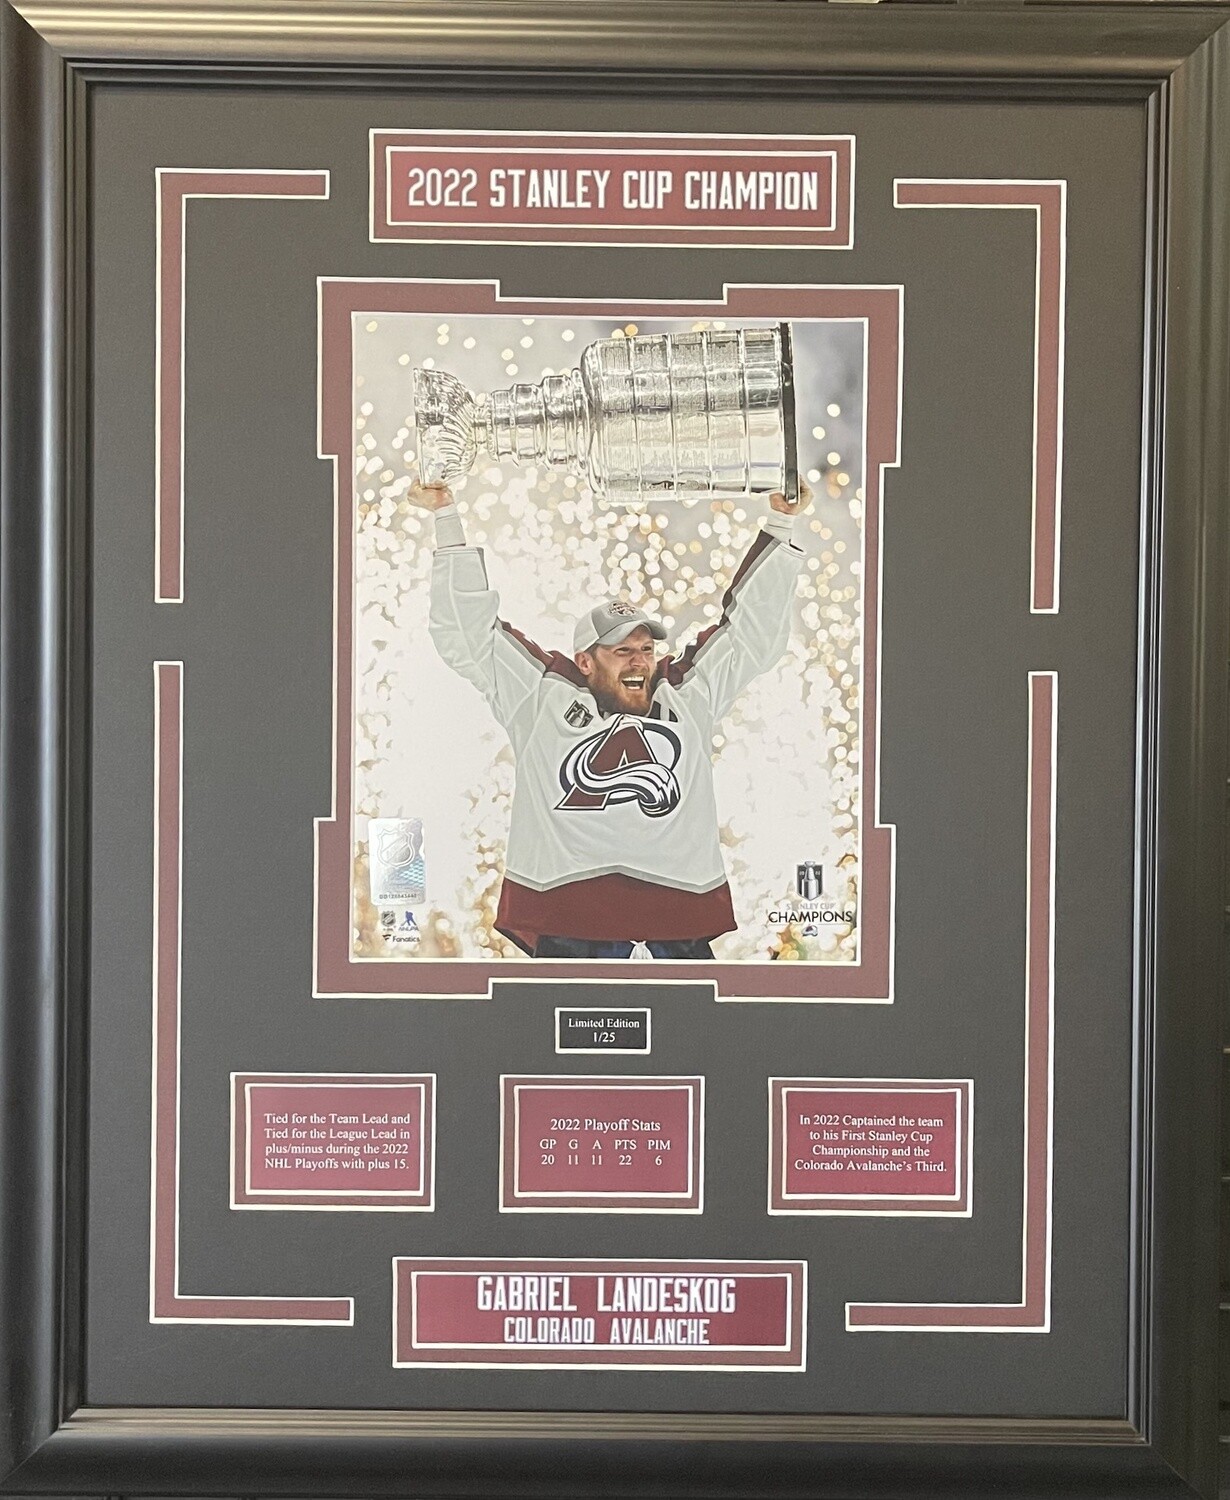 2022 STANLEY CUP CHAMPION
STANLEY CUP
CHAMPIONS
NHLPA
Fanatics
Limited Edition
1/25
Tied for the Team Lead and
Tied for the League Lead in
plus/minus during the 2022
NHL Playoffs with plus 15.
2022 Playoff Stats
GP G A PTS PIM
20 11 11 22 6
In 2022 Captained the team
to his First Stanley Cup
Championship and the
Colorado Avalanche's Third.
GABRIEL LANDESKOG
COLORADO AVALANCHE